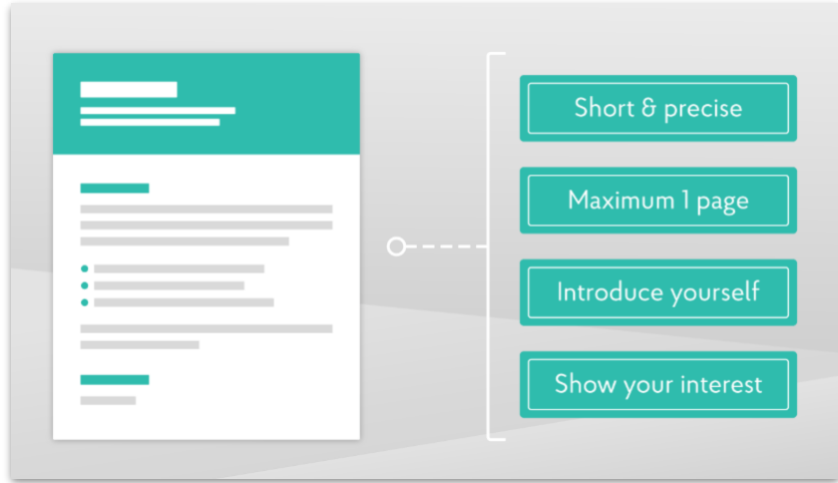 Short & precise
Maximum 1 page
Introduce yourself
Show your interest